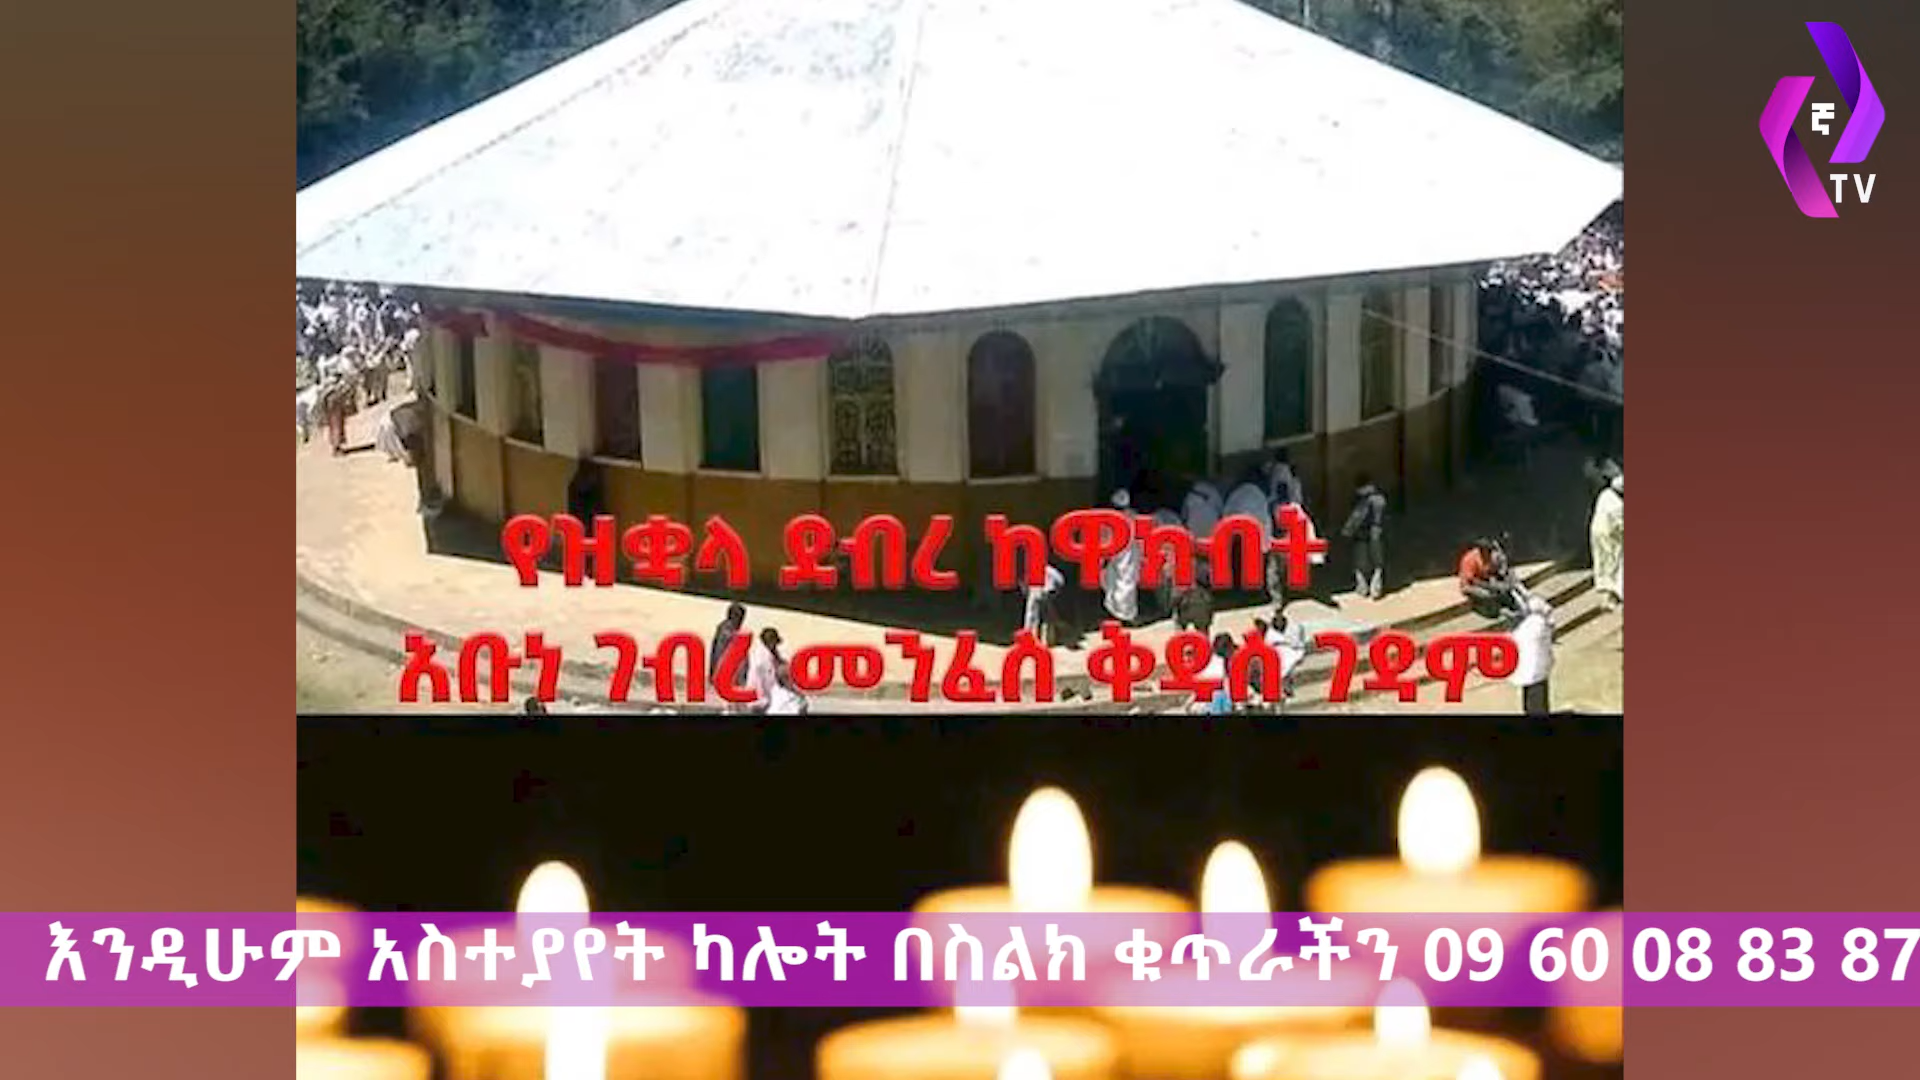 ኛ
TV
የዝቋላ ደብረ ከዋክብት
አቡነ ገብረ መንፈስ ቅዱስ ገዳም
እንዲሁም አስተያየት ካሎት በስልክ ቁጥራችን 09 60 08 83 87